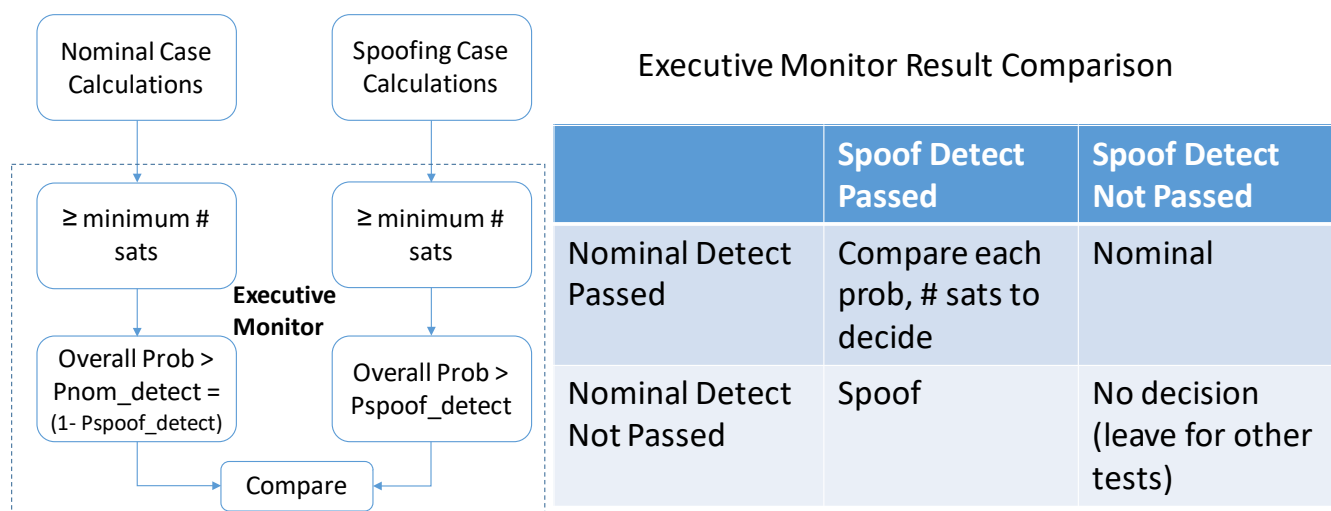 Nominal Case
Calculations
Spoofing Case
Calculations
≥ minimum #
sats
≥ minimum #
sats
Executive
Monitor
Overall Prob >
Pnom_detect =
(1- Pspoof_detect)
Overall Prob >
Pspoof_detect
Compare
Executive Monitor Result Comparison
Spoof Detect
Passed
Spoof Detect
Not Passed
Nominal Detect
Passed
Compare each
prob, # sats to
decide
Nominal
Nominal Detect
Not Passed
Spoof
No decision
(leave for other
tests)